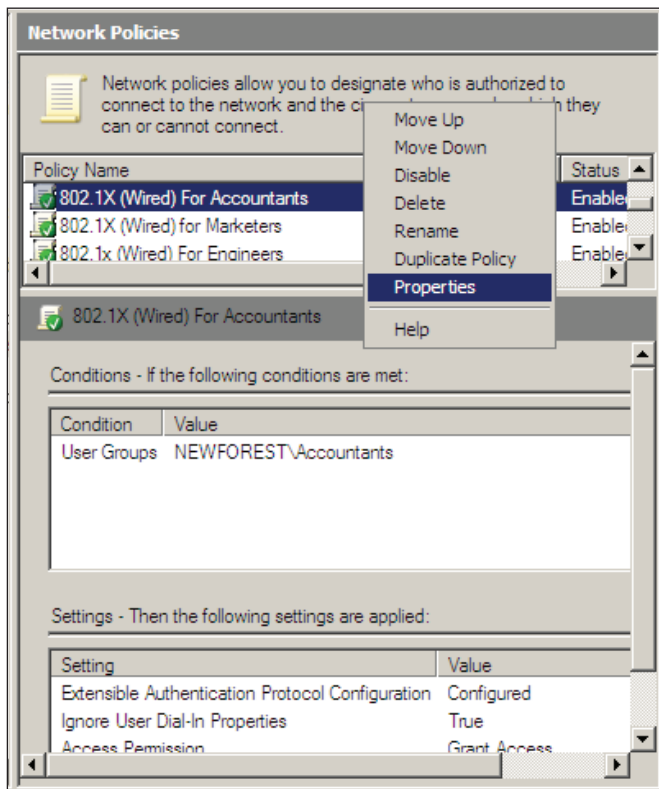 Network Policies
Network policies allow you to designate who is authorized to
connect to the network and the ci they
can or cannot connect.
Move Up
Move Down
Disable
Delete
Rename
Duplicate Policy
Properties
Help
Policy Name Status
802.1X (Wired) For Accountants Enable
802.1X (Wired) for Marketers Enable
802.1x (Wired) For Engineers Enable
802.1X (Wired) For Accountants
Conditions - If the following conditions are met:
Condition Value
User Groups NEWFOREST\Accountants
Settings - Then the following settings are applied:
Setting Value
Extensible Authentication Protocol Configuration Configured
Ignore User Dial-In Properties True
Access Permission Grant Access